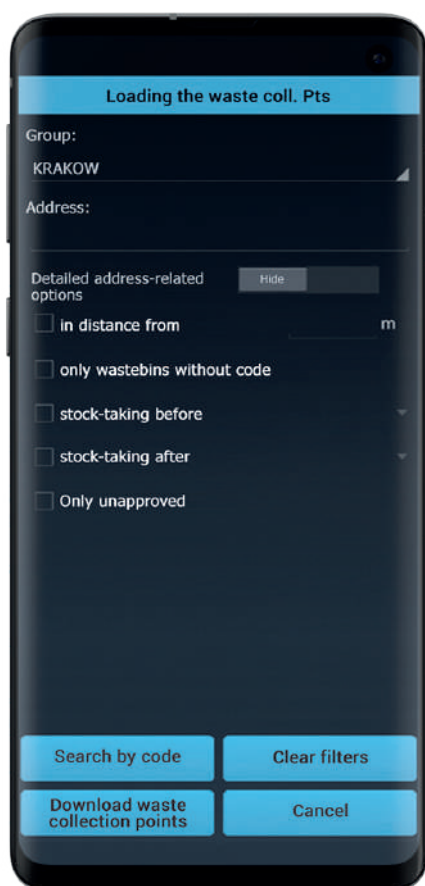 Loading the waste coll. Pts
Group:
KRAKOW
Address:
Detailed address-related
options
Hide
in distance from
m
only wastebins without code
stock-taking before
stock-taking after
Only unapproved
Search by code
Clear filters
Download waste
collection points
Cancel